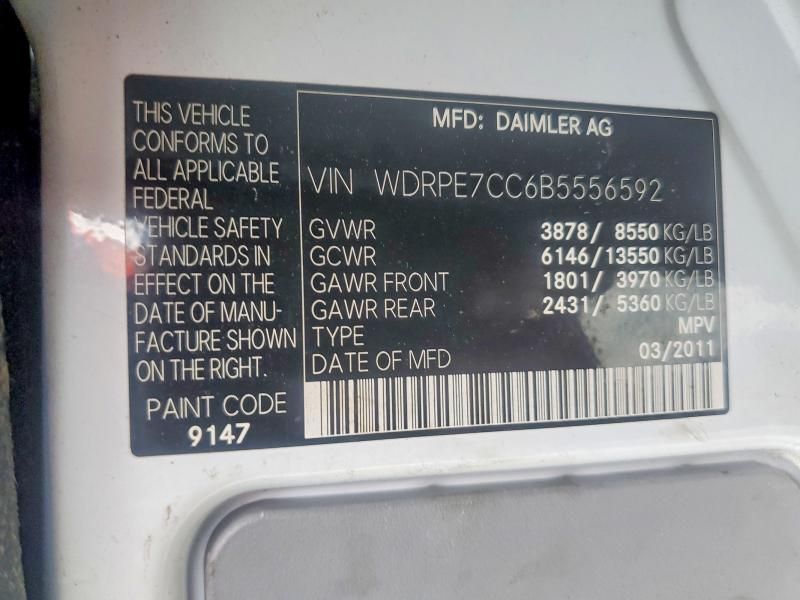 THIS VEHICLE
CONFORMS TO
ALL APPLICABLE
FEDERAL
VEHICLE SAFETY
STANDARDS IN
EFFECT ON THE
DATE OF MANU-
FACTURE SHOWN
ON THE RIGHT.
PAINT CODE
9147
MFD: DAIMLER AG
VIN WDRPE7CC6B5556592
GVWR 3878/ 8550 KG/LB
GCWR 6146/13550 KG/LB
GAWR FRONT 1801/ 3970 KG/LB
GAWR REAR 2431/ 5360 KG/LB
TYPE MPV
DATE OF MFD 03/2011